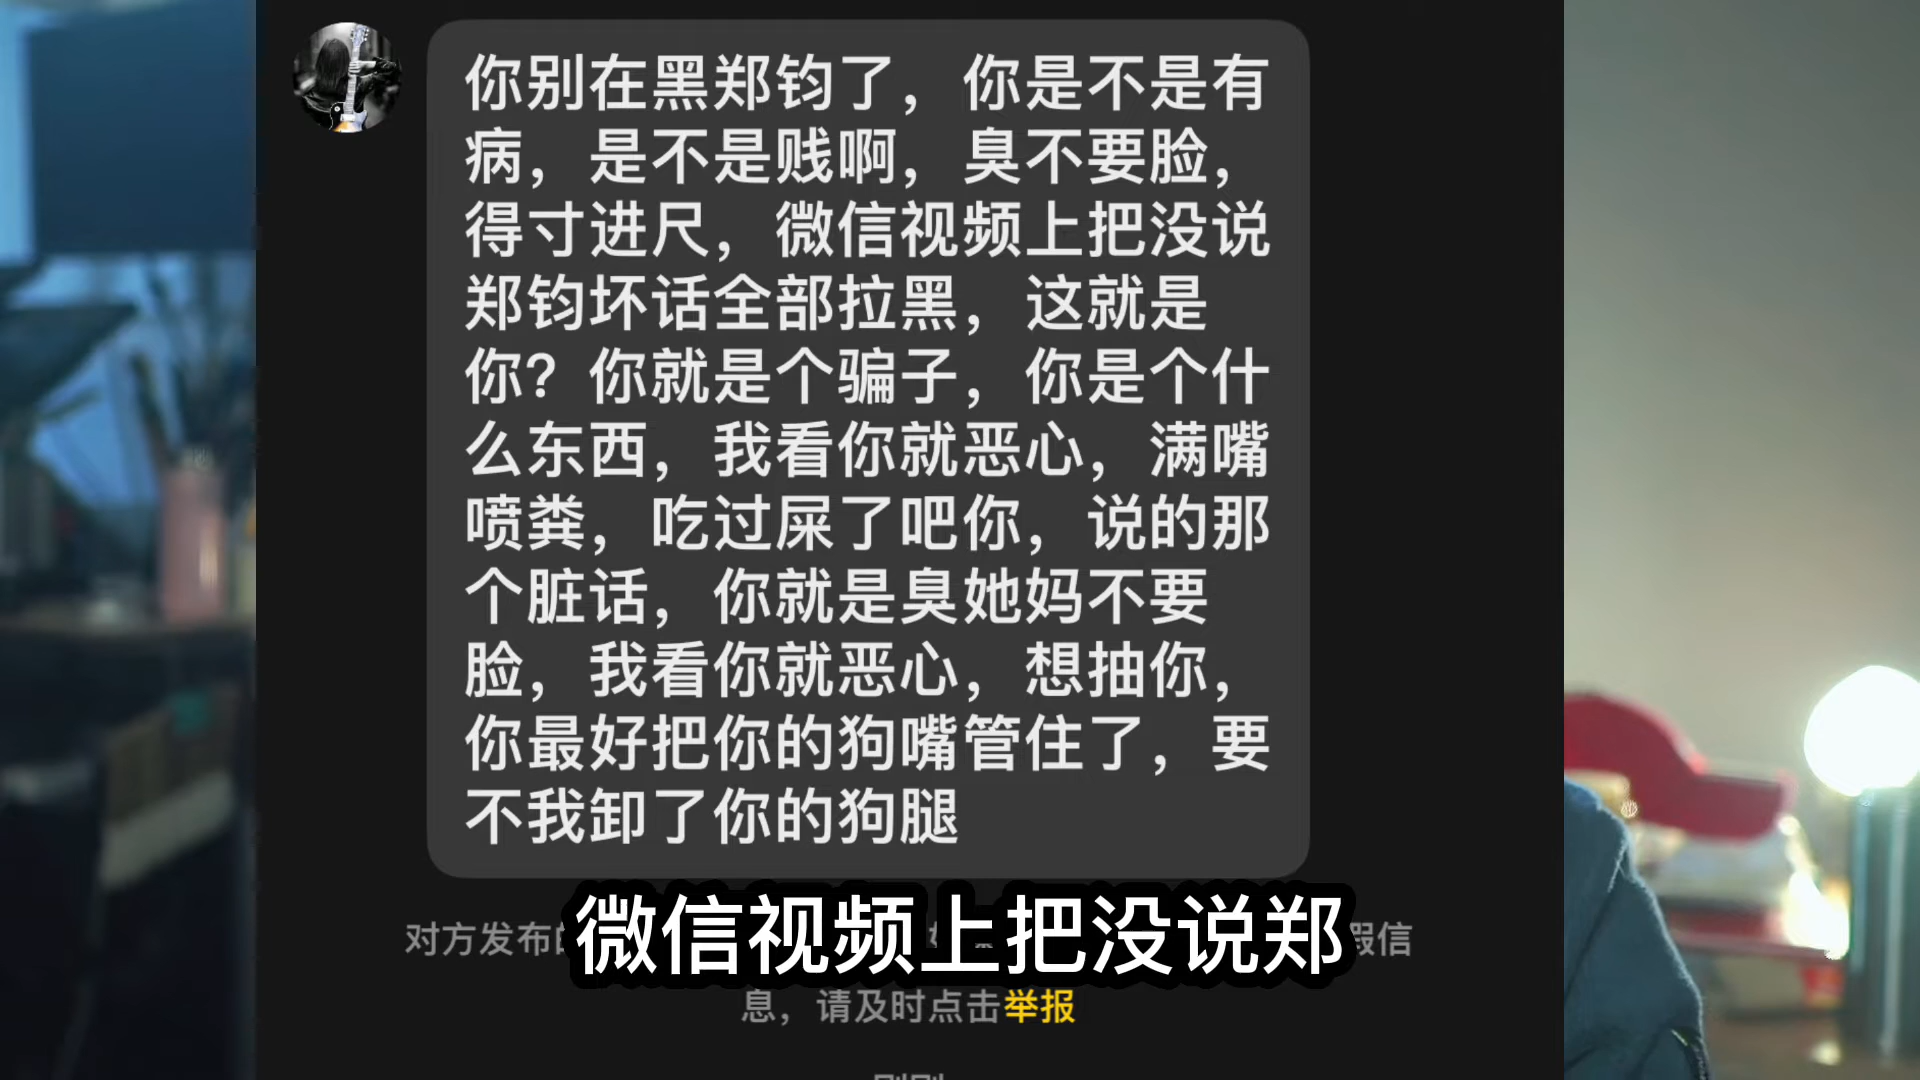 你别在黑郑钧了，你是不是有
病，是不是贱啊，臭不要脸，
得寸进尺，微信视频上把没说
郑钧坏话全部拉黑，这就是
你？你就是个骗子，你是个什
么东西，我看你就恶心，满嘴
喷粪，吃过屎了吧你，说的那
个脏话，你就是臭她妈不要
脸，我看你就恶心，想抽你，
你最好把你的狗嘴管住了，要
不我卸了你的狗腿
对方发布的
假信
微信视频上把没说郑
息，请及时点击举报